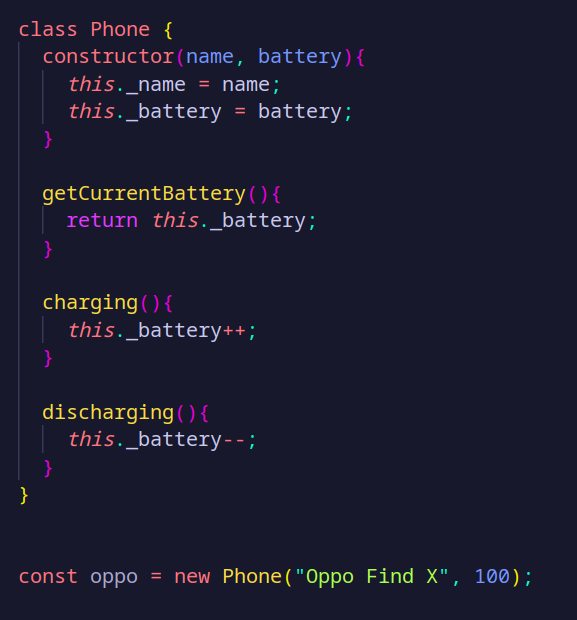 class Phone {
  constructor(name, battery){
    this._name = name;
    this._battery = battery;
  }
  getCurrentBattery(){
    return this._battery;
  }
  charging(){
    this._battery++;
  }
  discharging(){
    this._battery--;
  }
}
const oppo = new Phone("Oppo Find X", 100);